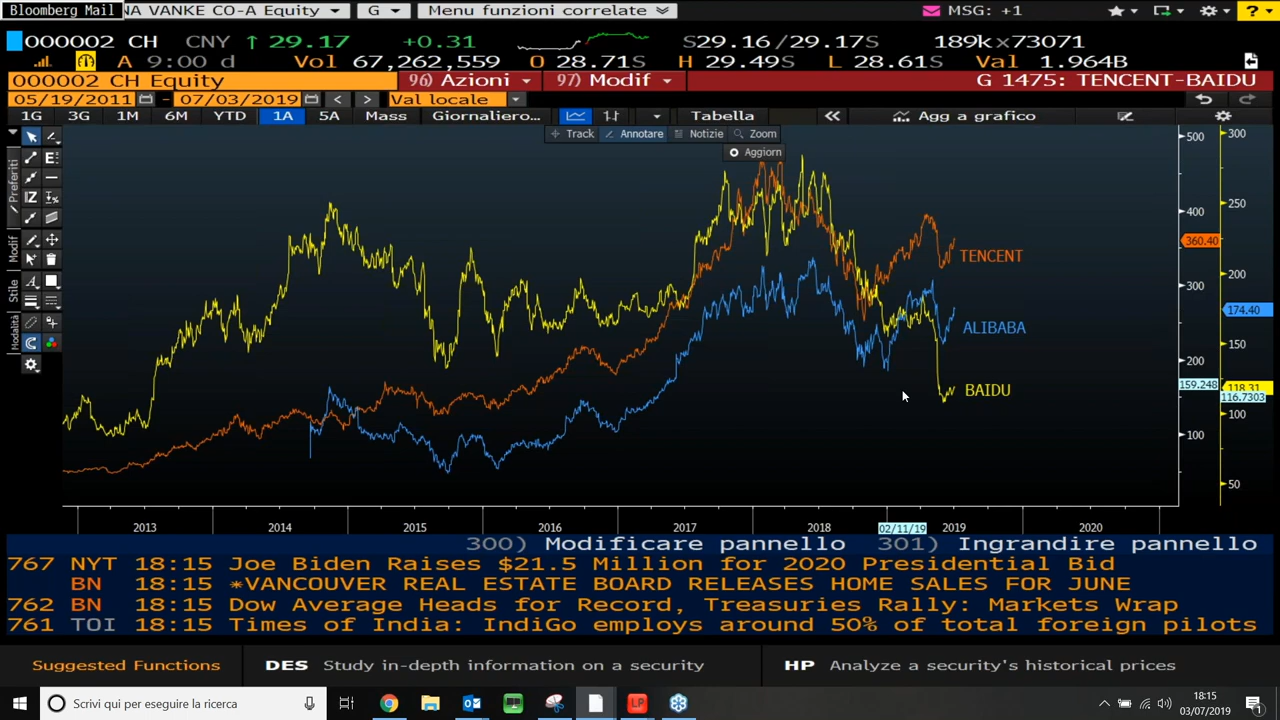 Bloomberg Mail NA VANKE CO-A Equity G Menu funzioni correlate MSG: +1 ?
000002 CH CNY ↑ 29.17 +0.31 S29.16/29.17S 189kx73071
A 9:00 d Vol 67,262,559 O 28.71S H 29.49S L 28.61S Val 1.964B
000002 CH Equity 96) Azioni 97) Modif G 1475: TENCENT-BAIDU
05/19/2011 - 07/03/2019 < > Val locale
1G 3G 1M 6M YTD 1A 5A Mass Giornaliero... Tabella Agg a grafico
Track Annotare Notizie Zoom
Aggiorn
Preferiti
Modif
Stile
Modalità
500
400
300
200
100
300
250
200
150
100
50
360.40
174.40
159.248
118.31
116.7303
TENCENT
ALIBABA
BAIDU
2013 2014 2015 2016 2017 2018 02/11/19 2019 2020
300) Modificare pannello 301) Ingrandire pannello
767 NYT 18:15 Joe Biden Raises $21.5 Million for 2020 Presidential Bid
BN 18:15 *VANCOUVER REAL ESTATE BOARD RELEASES HOME SALES FOR JUNE
762 BN 18:15 Dow Average Heads for Record, Treasuries Rally: Markets Wrap
761 TOI 18:15 Times of India: IndiGo employs around 50% of total foreign pilots
Suggested Functions DES Study in-depth information on a security HP Analyze a security's historical prices
Scrivi qui per eseguire la ricerca
LP
18:15
03/07/2019
1